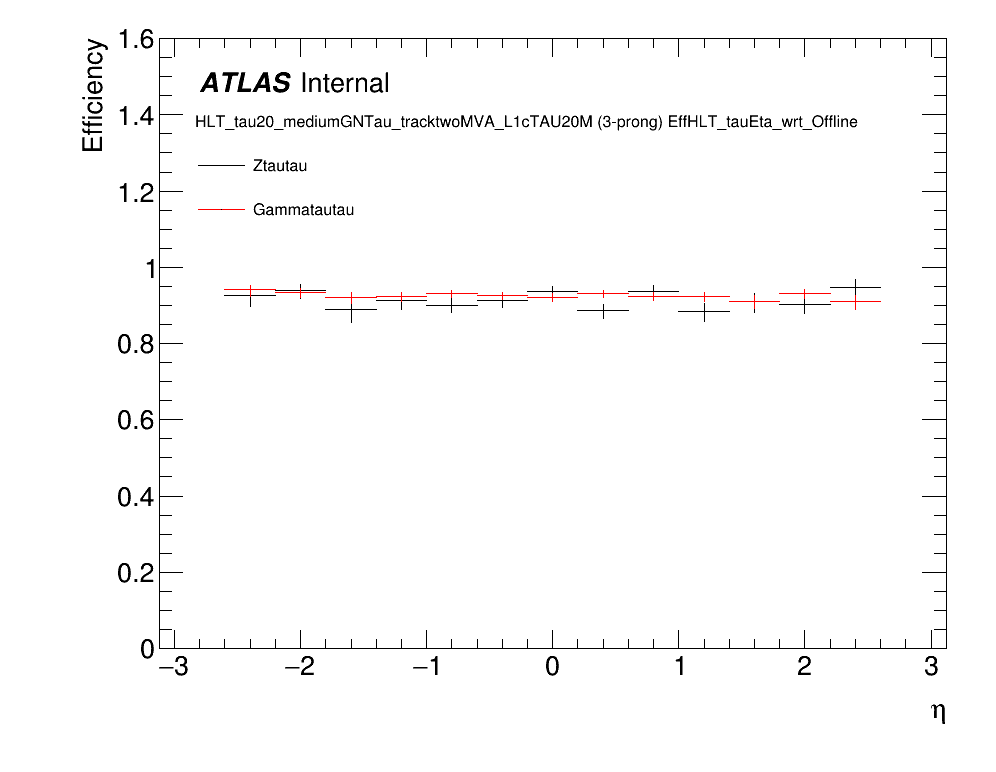 Efficiency
1.6
1.4
1.2
1
0.8
0.6
0.4
0.2
0
ATLAS Internal
HLT_tau20_mediumGNTau_tracktwoMVA_L1cTAU20M (3-prong) EffHLT_tauEta_wrt_Offline
Ztautau
Gammatautau
−3 −2 −1 0 1 2 3
η